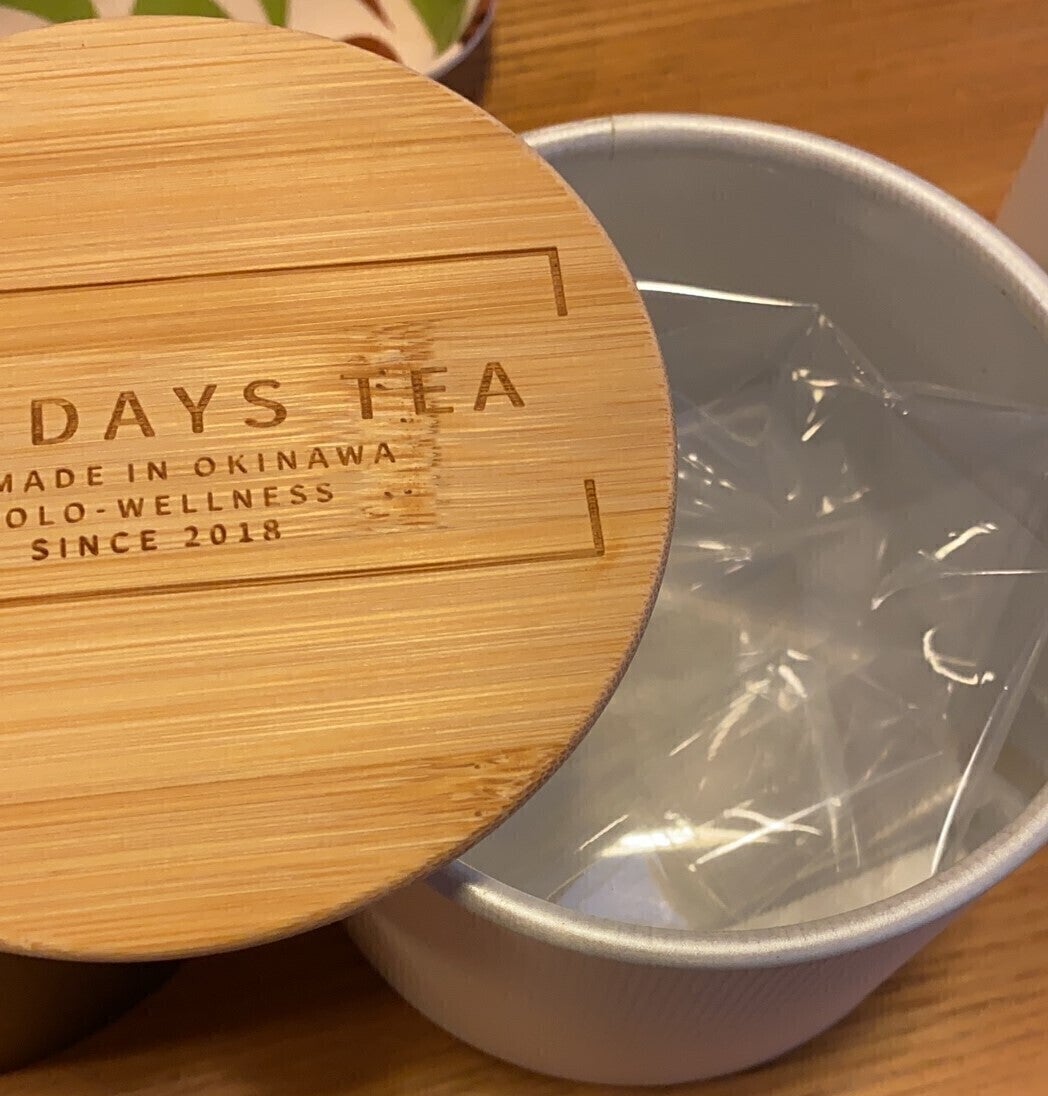 DAYS TEA
MADE IN OKINAWA
OLO-WELLNESS
SINCE 2018